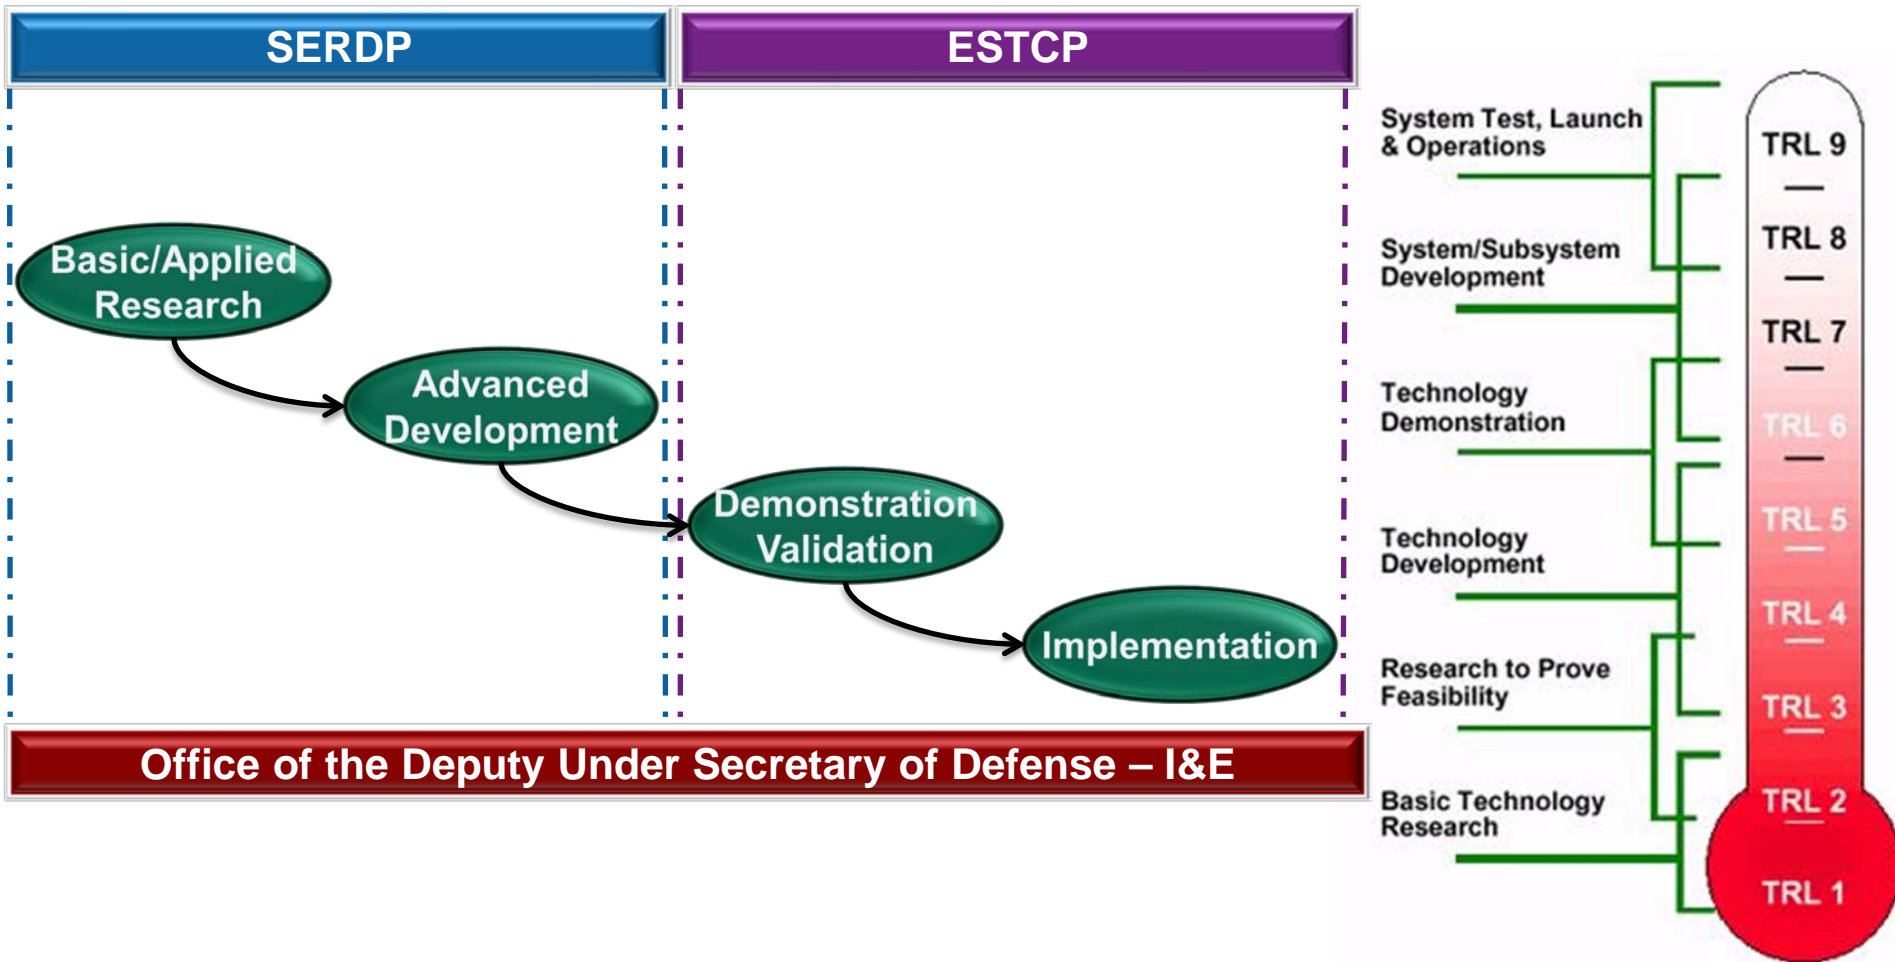 SERDP
ESTCP
Basic/Applied
Research
Advanced
Development
Demonstration
Validation
Implementation
Office of the Deputy Under Secretary of Defense – I&E
System Test, Launch
& Operations
System/Subsystem
Development
Technology
Demonstration
Technology
Development
Research to Prove
Feasibility
Basic Technology
Research
TRL 9
TRL 8
TRL 7
TRL 6
TRL 5
TRL 4
TRL 3
TRL 2
TRL 1